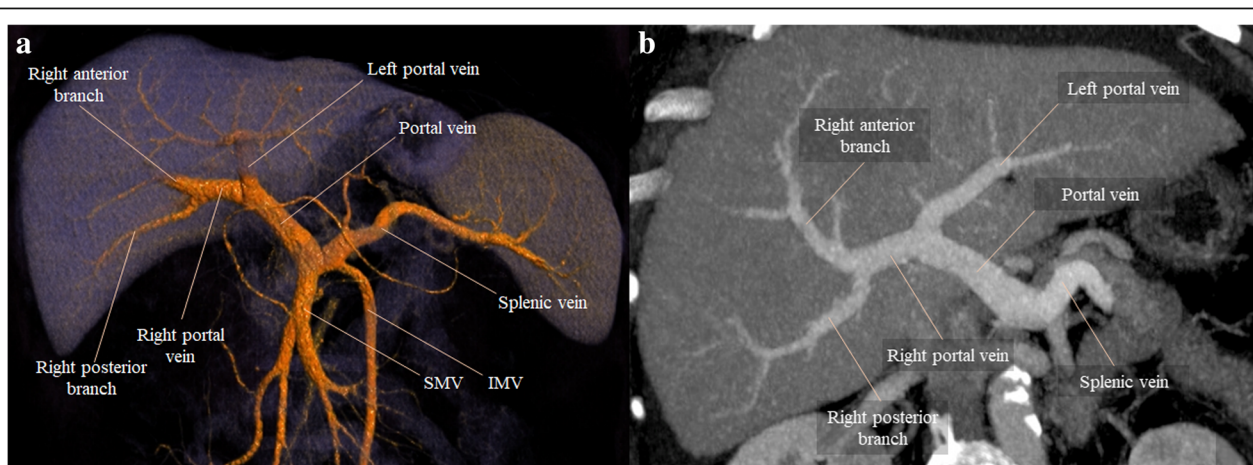 a
Right anterior
branch
Left portal vein
Portal vein
Splenic vein
Right portal
vein
Right posterior
branch
SMV
IMV
b
Left portal vein
Right anterior
branch
Portal vein
Right portal vein
Splenic vein
Right posterior
branch